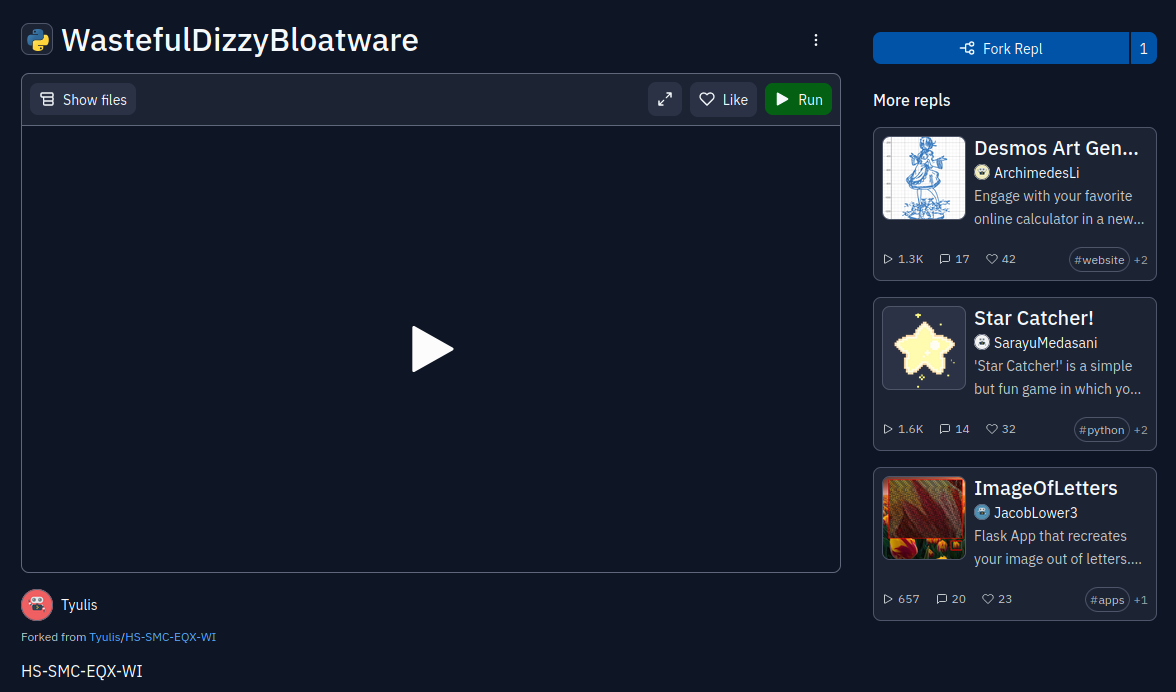 WastefulDizzyBloatware
Show files
Like
Run
Tyulis
Forked from Tyulis/HS-SMC-EQX-WI
HS-SMC-EQX-WI
Fork Repl
1
More repls
Desmos Art Gen...
ArchimedesLi
Engage with your favorite
online calculator in a new...
1.3K
17
42
#website
+2
Star Catcher!
SarayuMedasani
'Star Catcher!' is a simple
but fun game in which yo...
1.6K
14
32
#python
+2
ImageOfLetters
JacobLower3
Flask App that recreates
your image out of letters....
657
20
23
#apps
+1